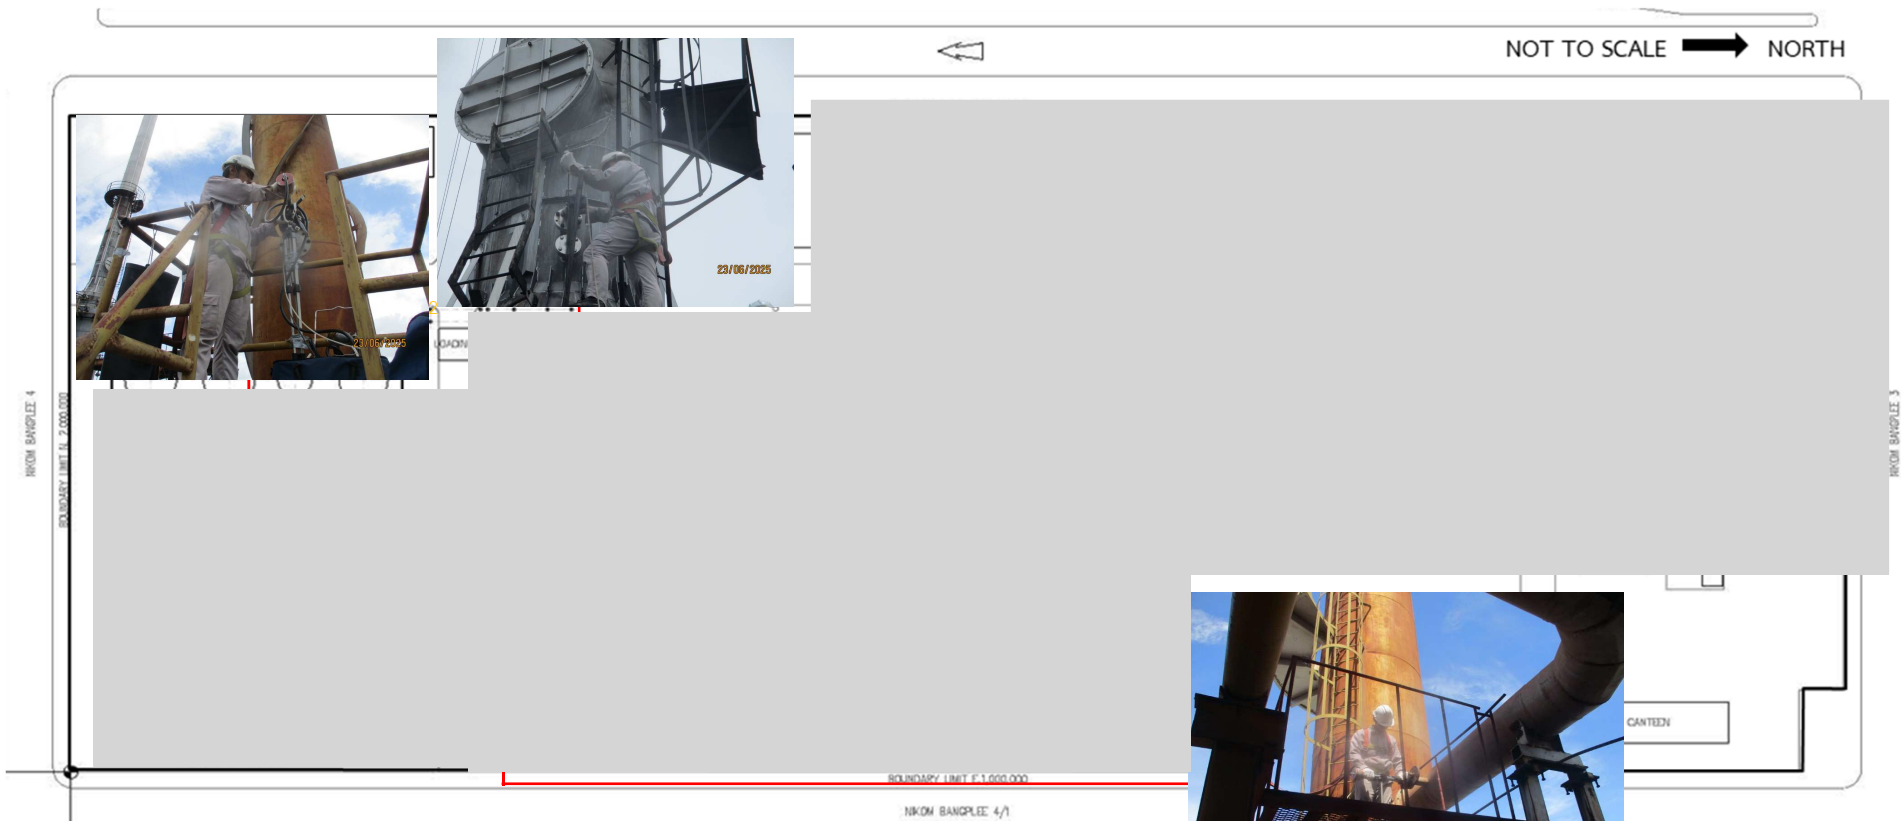 NOT TO SCALE NORTH
23/06/2025
23/06/2025
LOADIN
NIKOM BANGPLEE 4
BOUNDARY LIMIT N. 2,000,000
NIKOM BANGPLEE 3
CANTEEN
BOUNDARY LIMIT E.1,000,000
NIKOM BANGPLEE 4/1